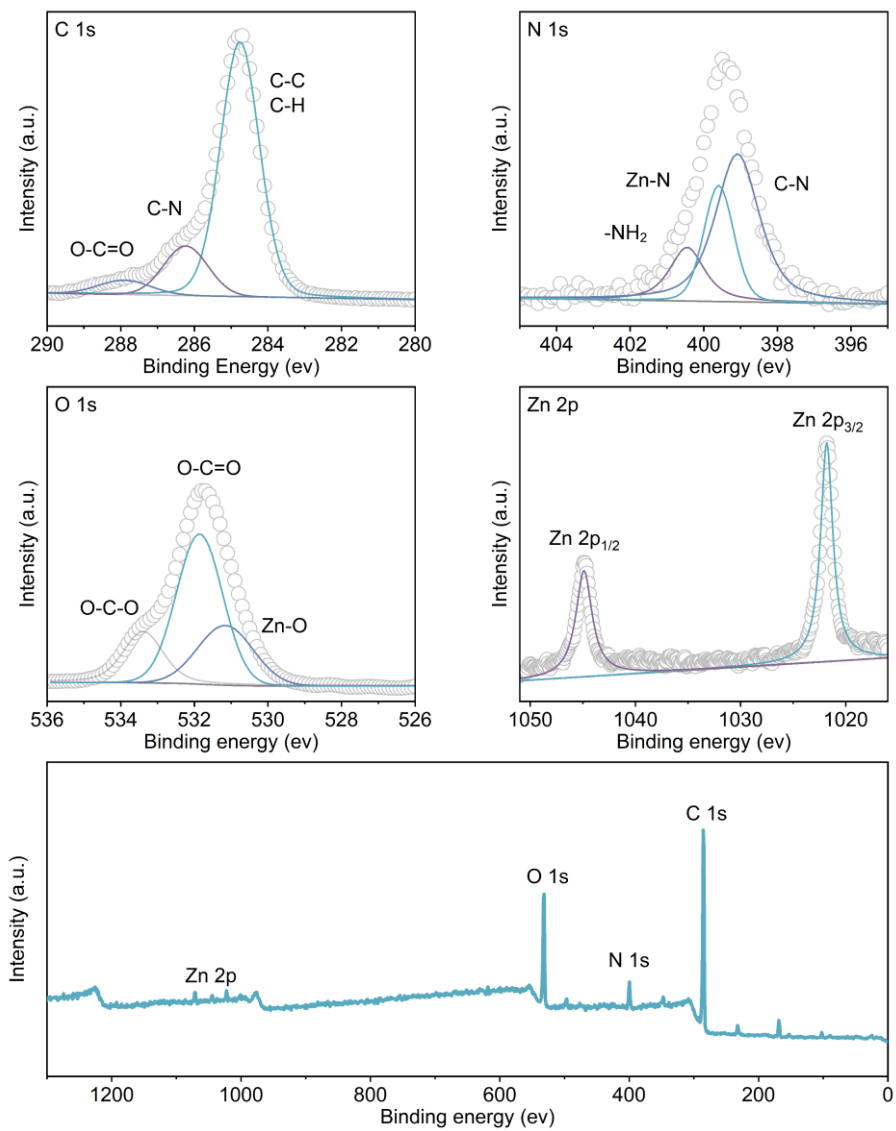 C 1s
C-C
C-H
C-N
O-C=O
Intensity (a.u.)
290 288 286 284 282 280
Binding Energy (ev)
N 1s
Zn-N
C-N
-NH₂
Intensity (a.u.)
404 402 400 398 396
Binding energy (ev)
O 1s
O-C=O
O-C-O
Zn-O
Intensity (a.u.)
536 534 532 530 528 526
Binding energy (ev)
Zn 2p
Zn 2p₃/₂
Zn 2p₁/₂
Intensity (a.u.)
1050 1040 1030 1020
Binding energy (ev)
C 1s
O 1s
N 1s
Zn 2p
Intensity (a.u.)
1200 1000 800 600 400 200 0
Binding energy (ev)